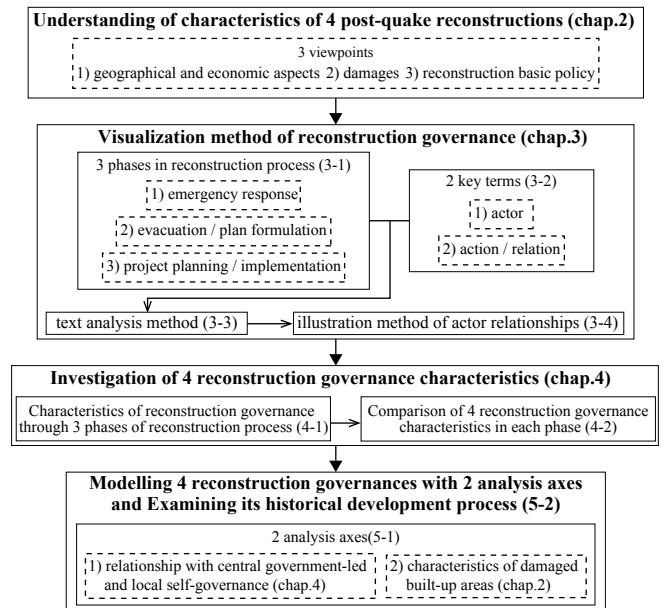 Understanding of characteristics of 4 post-quake reconstructions (chap.2)
3 viewpoints
1) geographical and economic aspects 2) damages 3) reconstruction basic policy
Visualization method of reconstruction governance (chap.3)
3 phases in reconstruction process (3-1)
1) emergency response
2) evacuation / plan formulation
3) project planning / implementation
2 key terms (3-2)
1) actor
2) action / relation
text analysis method (3-3)
illustration method of actor relationships (3-4)
Investigation of 4 reconstruction governance characteristics (chap.4)
Characteristics of reconstruction governance
through 3 phases of reconstruction process (4-1)
Comparison of 4 reconstruction governance
characteristics in each phase (4-2)
Modelling 4 reconstruction governances with 2 analysis axes
and Examining its historical development process (5-2)
2 analysis axes(5-1)
1) relationship with central government-led
and local self-governance (chap.4)
2) characteristics of damaged
built-up areas (chap.2)